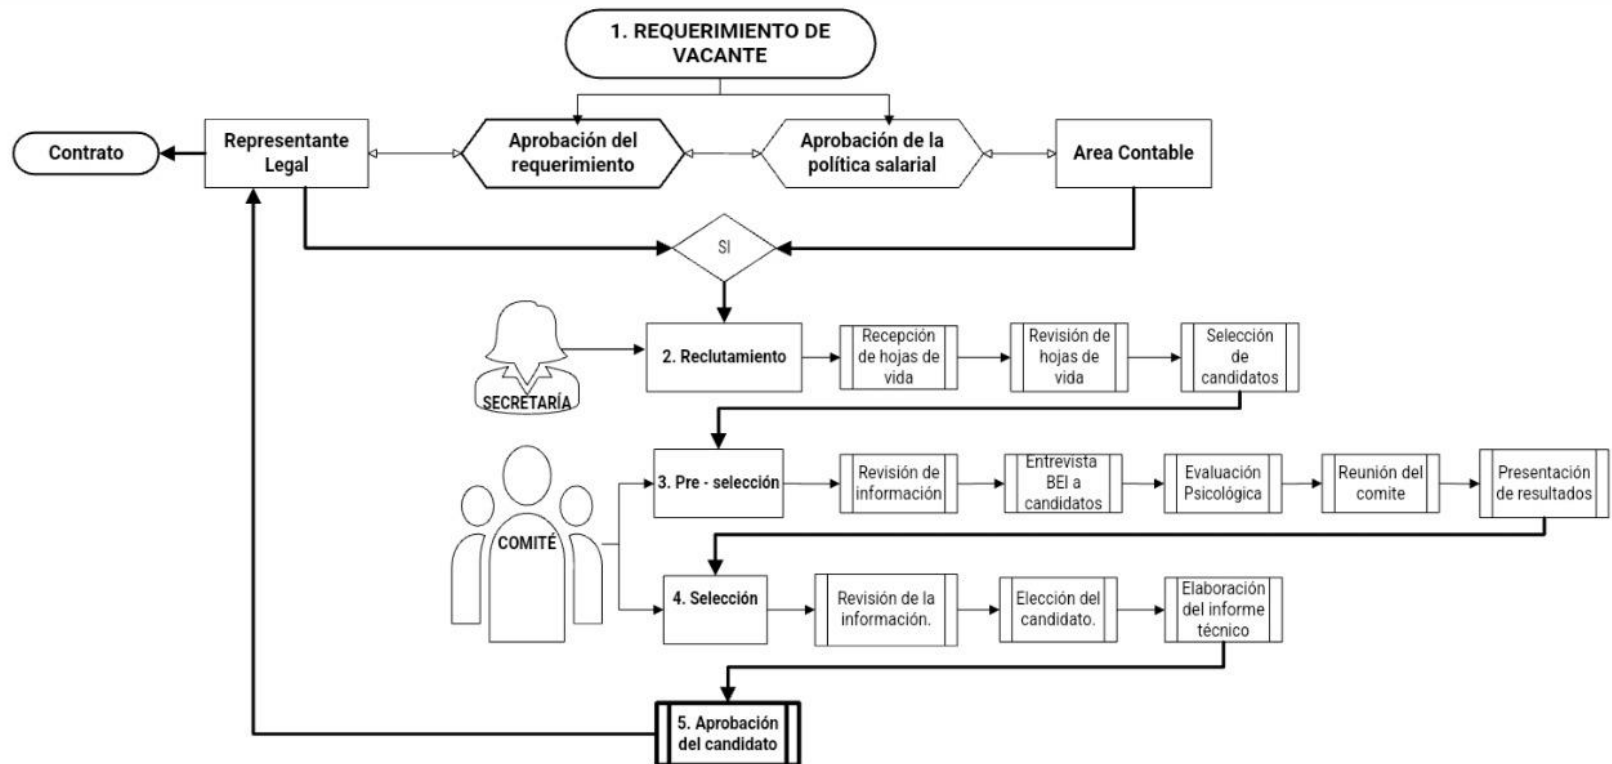 1. REQUERIMIENTO DE
VACANTE
Contrato
Representante
Legal
Aprobación del
requerimiento
Aprobación de la
política salarial
Area Contable
SI
SECRETARÍA
2. Reclutamiento
Recepción
de hojas de
vida
Revisión de
hojas de
vida
Selección
de
candidatos
COMITÉ
3. Pre - selección
Revisión de
información
Entrevista
BEI a
candidatos
Evaluación
Psicológica
Reunión del
comite
Presentación
de resultados
4. Selección
Revisión de la
información.
Elección del
candidato.
Elaboración
del informe
técnico
5. Aprobación
del candidato